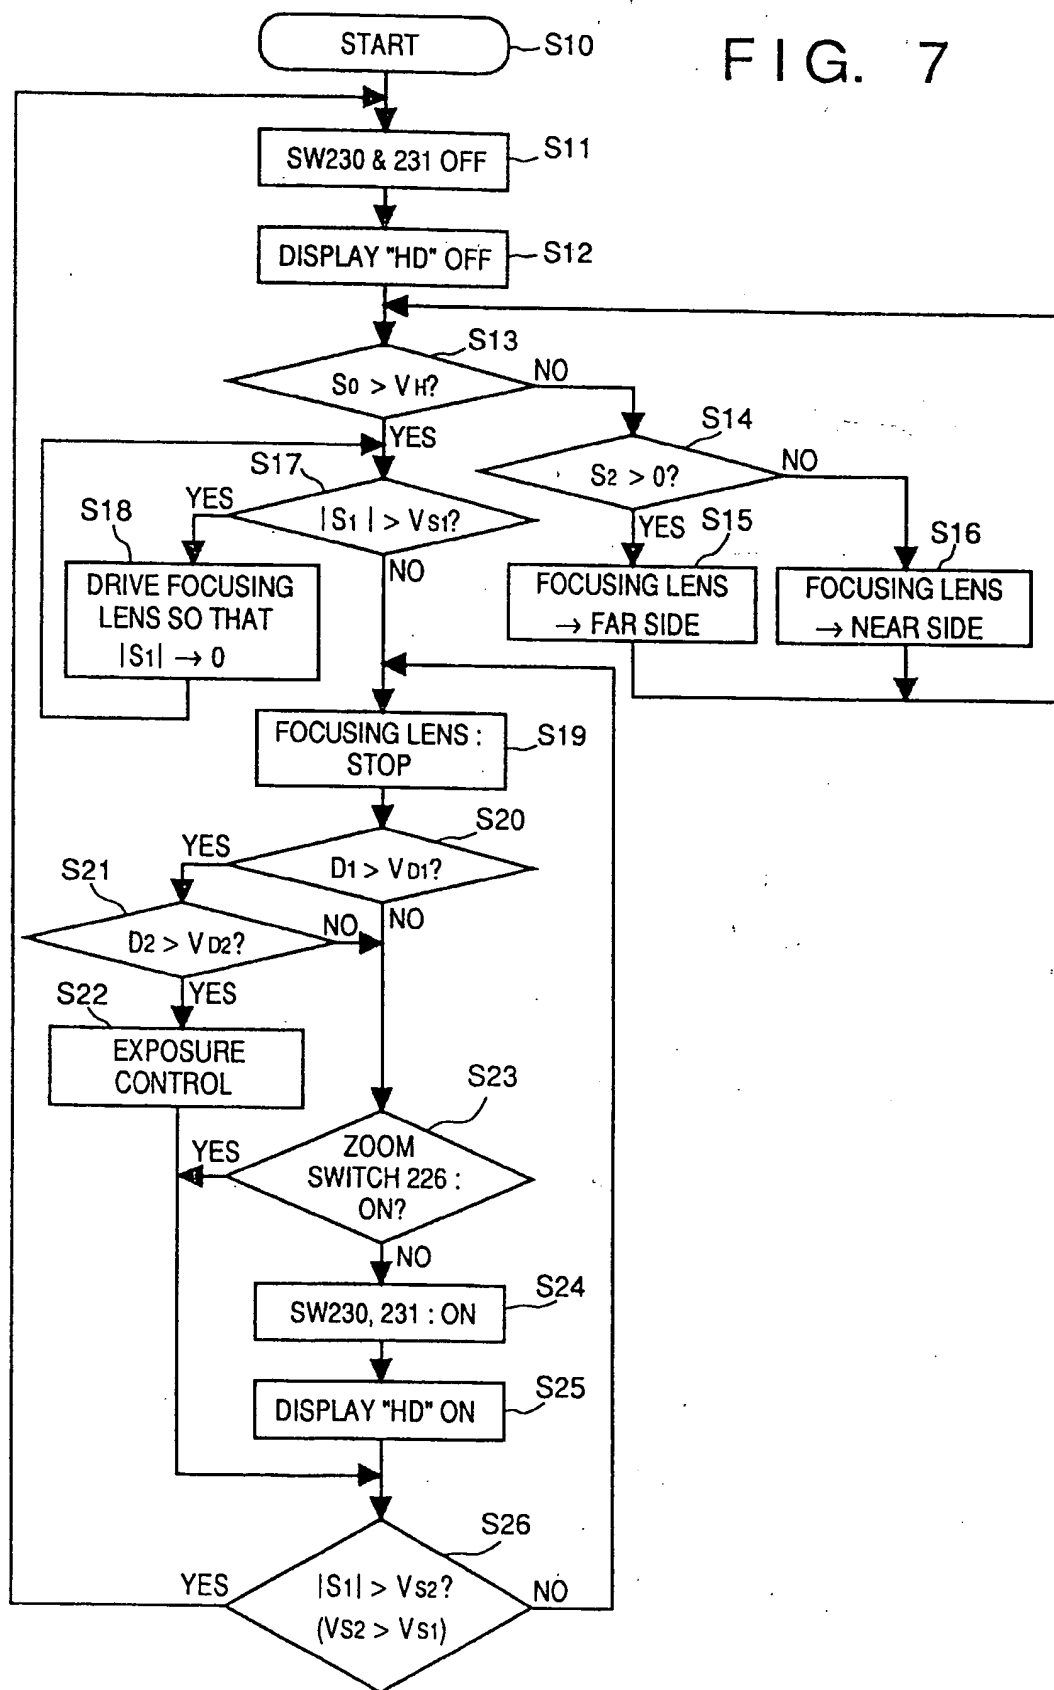 FIG. 7
START
S10
SW230 & 231 OFF
S11
DISPLAY "HD" OFF
S12
S13
S0 > VH?
NO
YES
S14
S2 > 0?
NO
YES
S15
FOCUSING LENS
→ FAR SIDE
S16
FOCUSING LENS
→ NEAR SIDE
S17
|S1| > VS1?
YES
NO
S18
DRIVE FOCUSING
LENS SO THAT
|S1| → 0
FOCUSING LENS :
STOP
S19
S20
D1 > VD1?
YES
NO
S21
D2 > VD2?
NO
YES
S22
EXPOSURE
CONTROL
S23
ZOOM
SWITCH 226 :
ON?
YES
NO
S24
SW230, 231 : ON
S25
DISPLAY "HD" ON
S26
|S1| > VS2?
(VS2 > VS1)
YES
NO